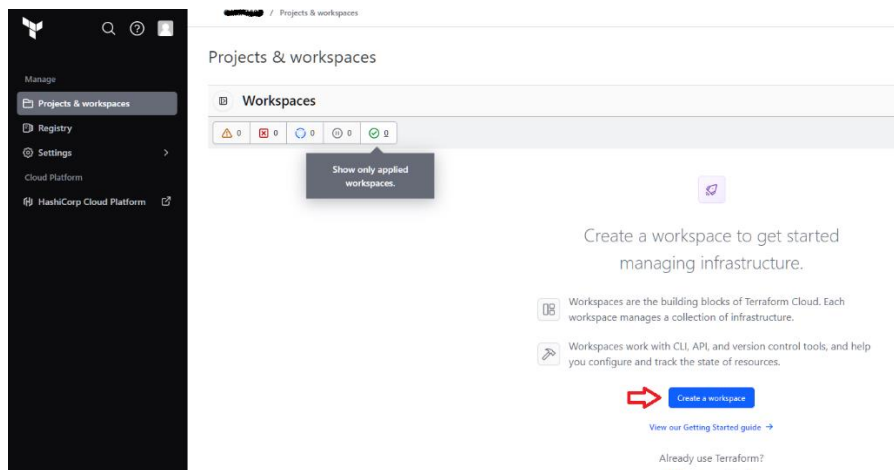 / Projects & workspaces
Projects & workspaces
Manage
Projects & workspaces
Registry
Settings
Cloud Platform
HashiCorp Cloud Platform
Workspaces
0 0 0 0 0
Show only applied
workspaces.
Create a workspace to get started
managing infrastructure.
Workspaces are the building blocks of Terraform Cloud. Each
workspace manages a collection of infrastructure.
Workspaces work with CLI, API, and version control tools, and help
you configure and track the state of resources.
Create a workspace
View our Getting Started guide →
Already use Terraform?